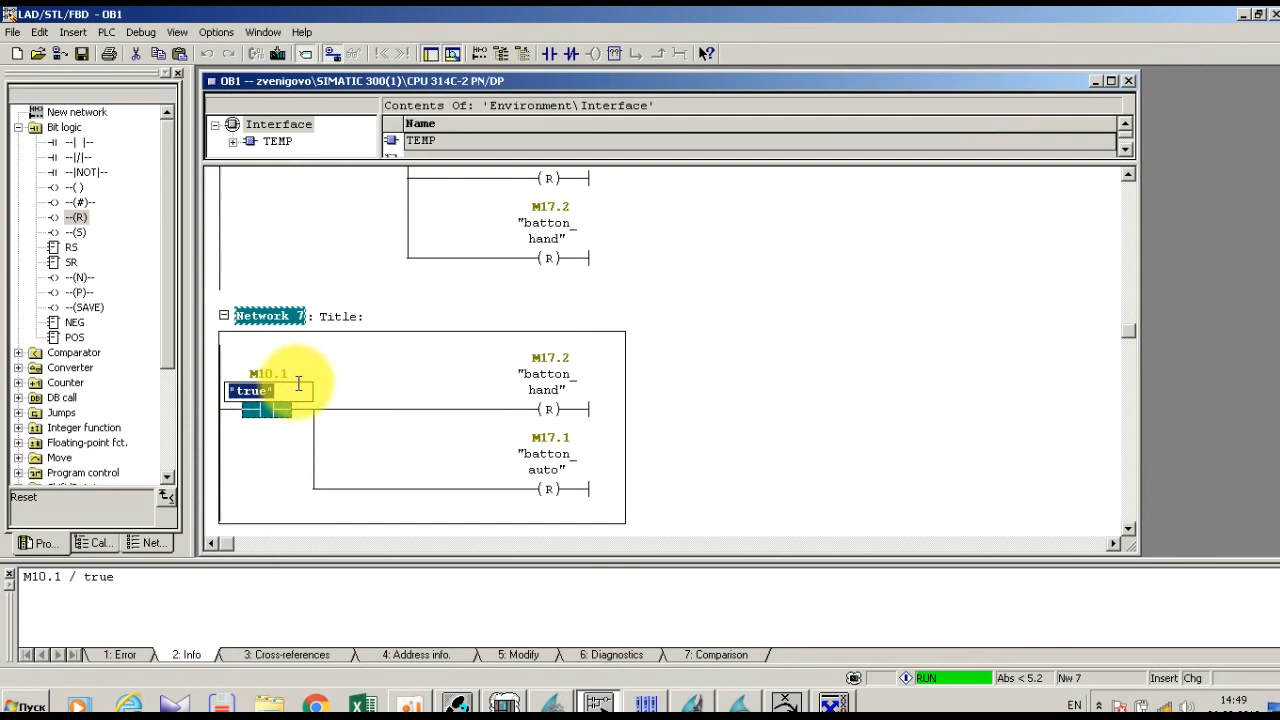 LAD/STL/FBD - OB1
File Edit Insert PLC Debug View Options Window Help
OB1 -- zvenigovo\SIMATIC 300(1)\CPU 314C-2 PN/DP
Contents Of: 'Environment\Interface'
Interface
TEMP
Name
TEMP
New network
Bit logic
--| |--
--|/|--
--|NOT|--
--( )
--(#)--
--(R)
--(S)
RS
SR
--(N)--
--(P)--
--(SAVE)
NEG
POS
Comparator
Converter
Counter
DB call
Jumps
Integer function
Floating-point fct.
Move
Program control
Reset
Pro...
Cal...
Net...
(R)
M17.2
"batton_
hand"
(R)
Network 7 : Title:
M10.1
"true"
M17.2
"batton_
hand"
(R)
M17.1
"batton_
auto"
(R)
M10.1 / true
1: Error 2: Info 3: Cross-references 4: Address info. 5: Modify 6: Diagnostics 7: Comparison
RUN Abs < 5.2 Nw 7 Insert Chg
Пуск EN 14:49